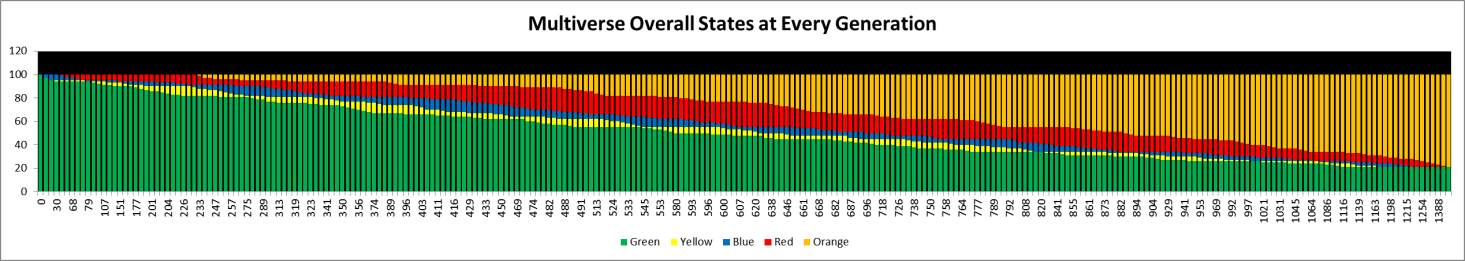 Multiverse Overall States at Every Generation
120
100
80
60
40
20
0
0 30 68 79 107 151 177 201 204 226 233 247 257 275 289 313 319 323 343 350 356 374 383 396 403 410 416 429 433 450 469 474 482 488 491 513 524 533 545 553 580 593 596 600 607 620 638 646 661 668 683 687 696 718 726 738 750 758 764 777 789 792 808 820 841 855 861 873 882 894 904 929 941 953 969 992 997 1021 1031 1045 1064 1086 1116 1139 1163 1198 1215 1254 1388
Green Yellow Blue Red Orange